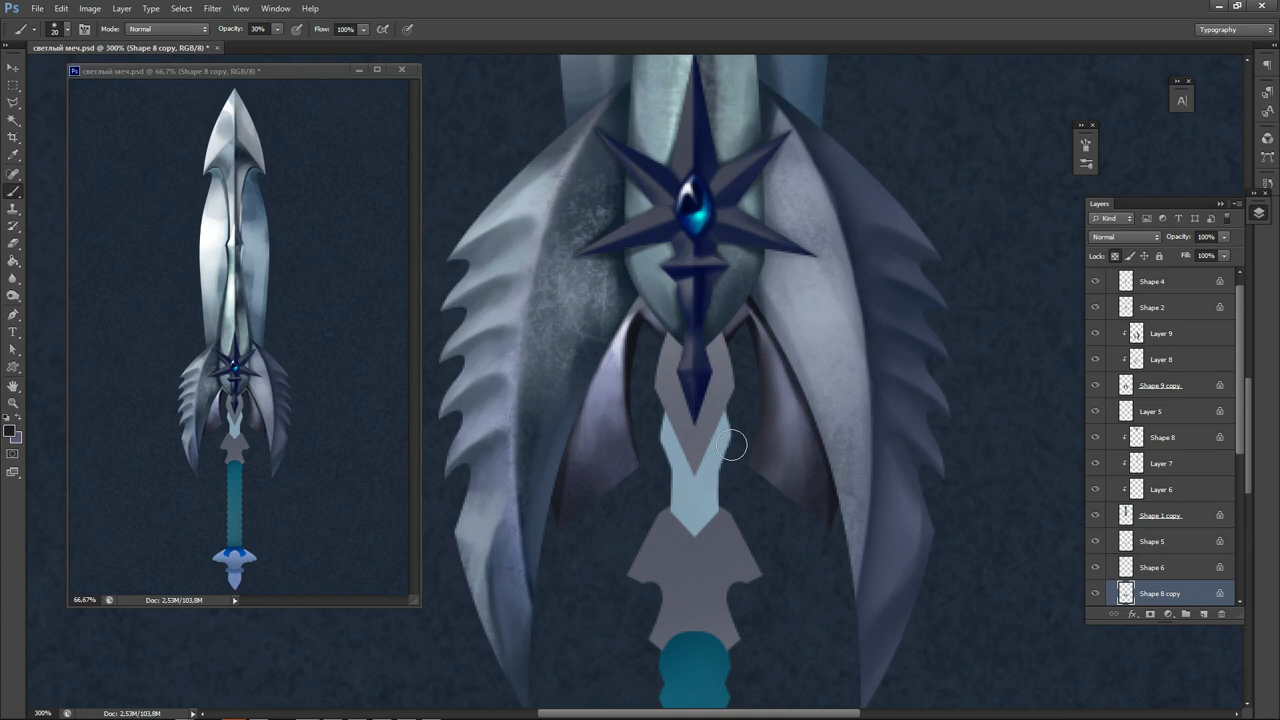 Ps File Edit Image Layer Type Select Filter View Window Help
20 Mode: Normal Opacity: 30% Flow: 100% Typography
светлый меч.psd @ 300% (Shape 8 copy, RGB/8) * ×
Ps светлый меч.psd @ 66,7% (Shape 8 copy, RGB/8) *
A|
Layers
Kind
Normal Opacity: 100%
Lock: Fill: 100%
Shape 4
Shape 2
Layer 9
Layer 8
Shape 9 copy
Layer 5
Shape 8
Layer 7
Layer 6
Shape 1 copy
Shape 5
Shape 6
Shape 8 copy
fx
66,67% Doc: 2,53M/103,8M
300% Doc: 2,53M/103,8M